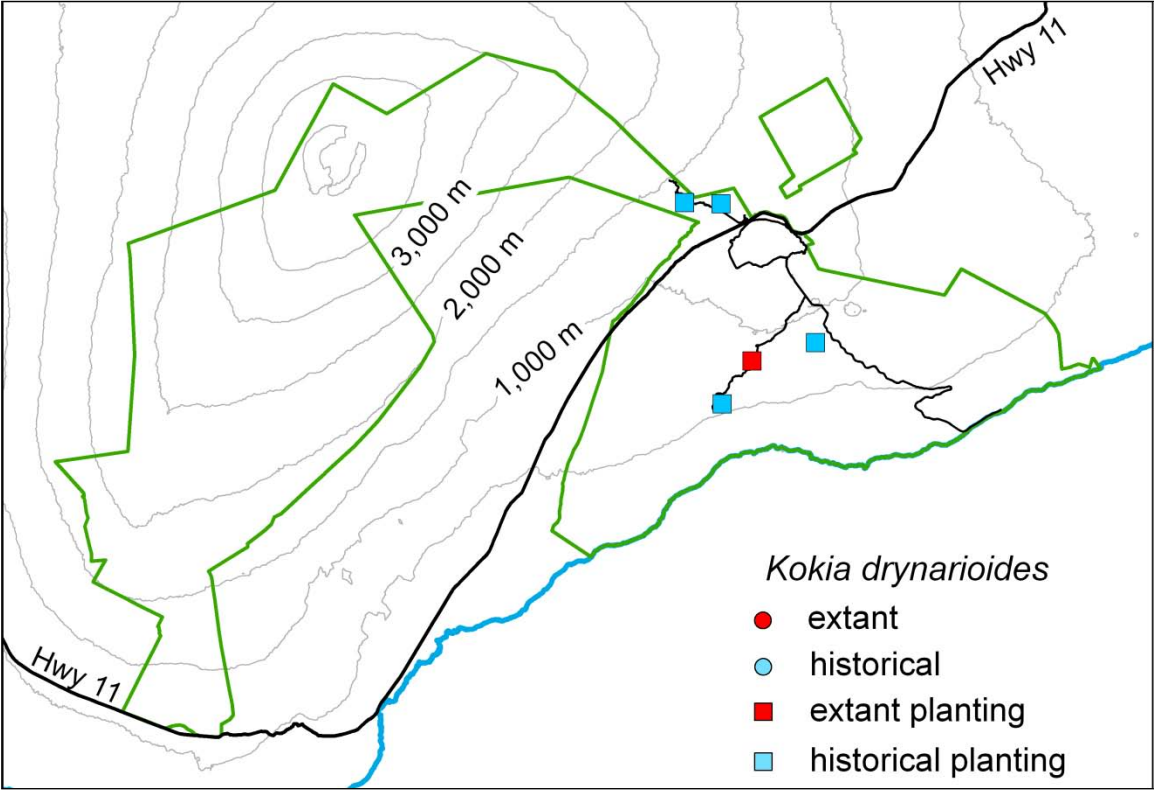 Hwy 11
3,000 m
2,000 m
1,000 m
Hwy 11
Kokia drynarioides
extant
historical
extant planting
historical planting